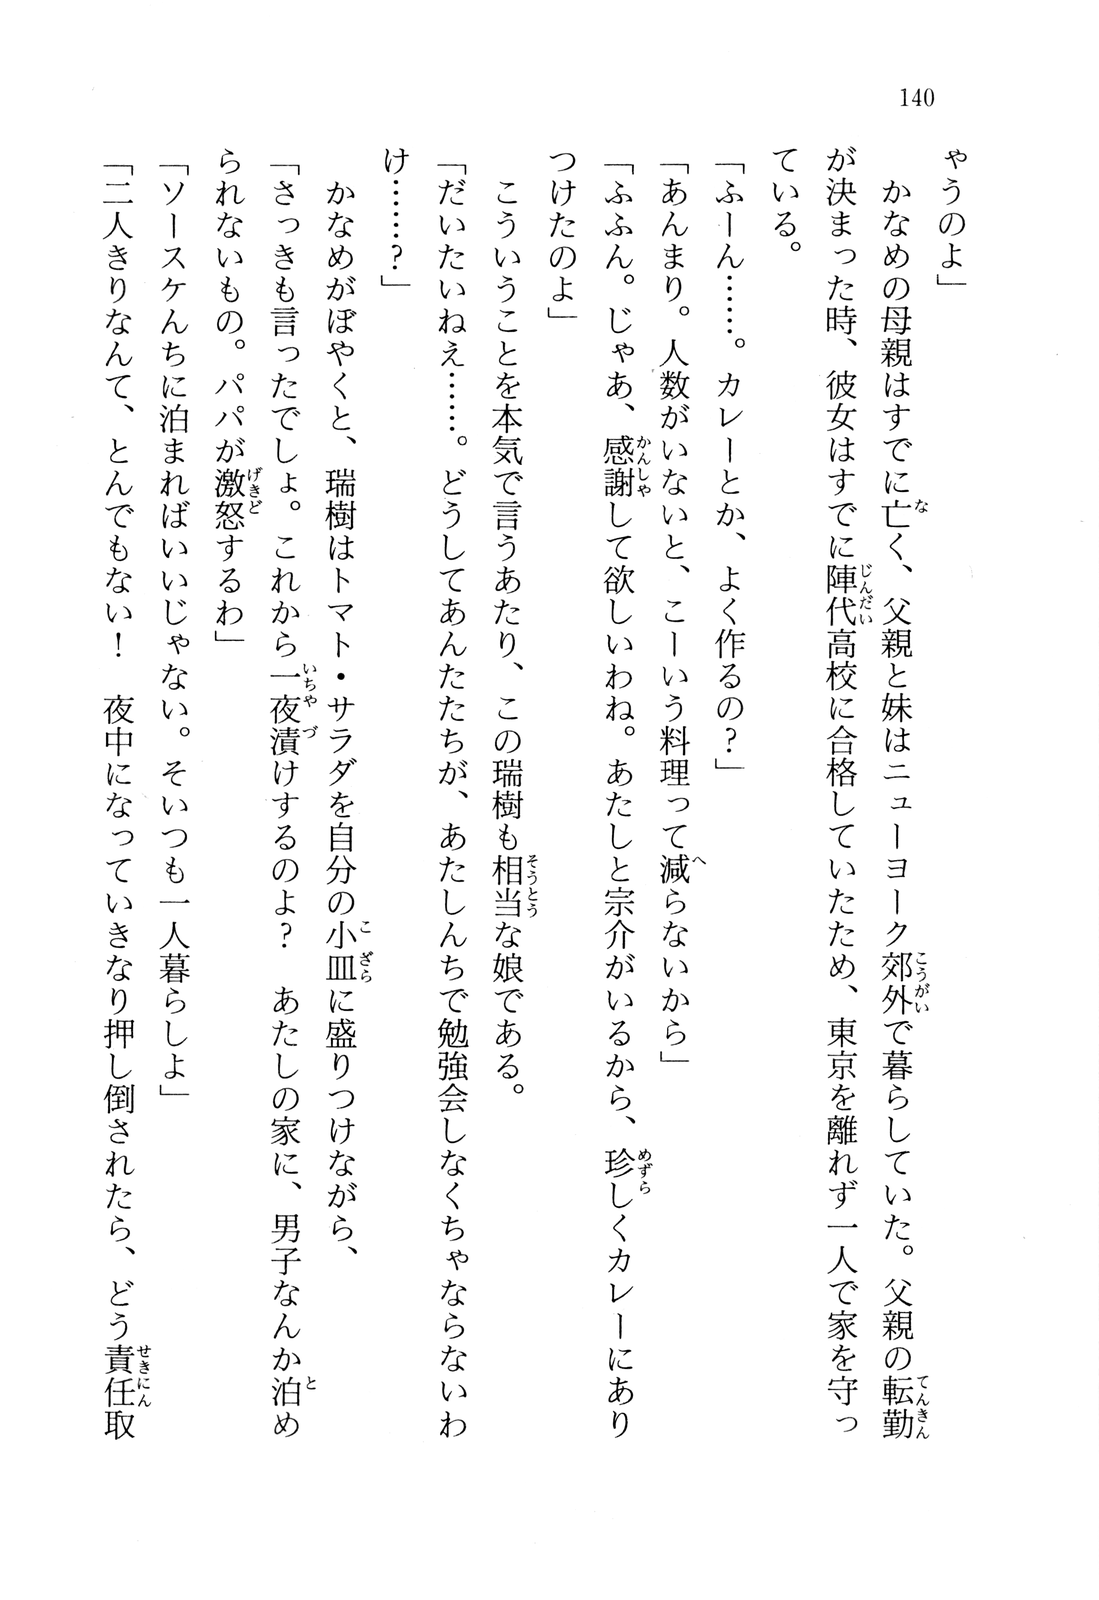 140
ゃうのよ」
　かなめの母親はすでに亡く、父親と妹はニューヨーク郊外で暮らしていた。父親の転勤
が決まった時、彼女はすでに陣代高校に合格していたため、東京を離れず一人で家を守っ
ている。
「ふーん……。カレーとか、よく作るの？」
「あんまり。人数がいないと、こーいう料理って減らないから」
「ふふん。じゃあ、感謝して欲しいわね。あたしと宗介がいるから、珍しくカレーにあり
つけたのよ」
　こういうことを本気で言うあたり、この瑞樹も相当な娘である。
「だいたいねえ……。どうしてあんたたちが、あたしんちで勉強会しなくちゃならないわ
け……？」
　かなめがぼやくと、瑞樹はトマト・サラダを自分の小皿に盛りつけながら、
「さっきも言ったでしょ。これから一夜漬けするのよ？　あたしの家に、男子なんか泊め
られないもの。パパが激怒するわ」
「ソースケんちに泊まればいいじゃない。そいつも一人暮らしよ」
「二人きりなんて、とんでもない！　夜中になっていきなり押し倒されたら、どう責任取